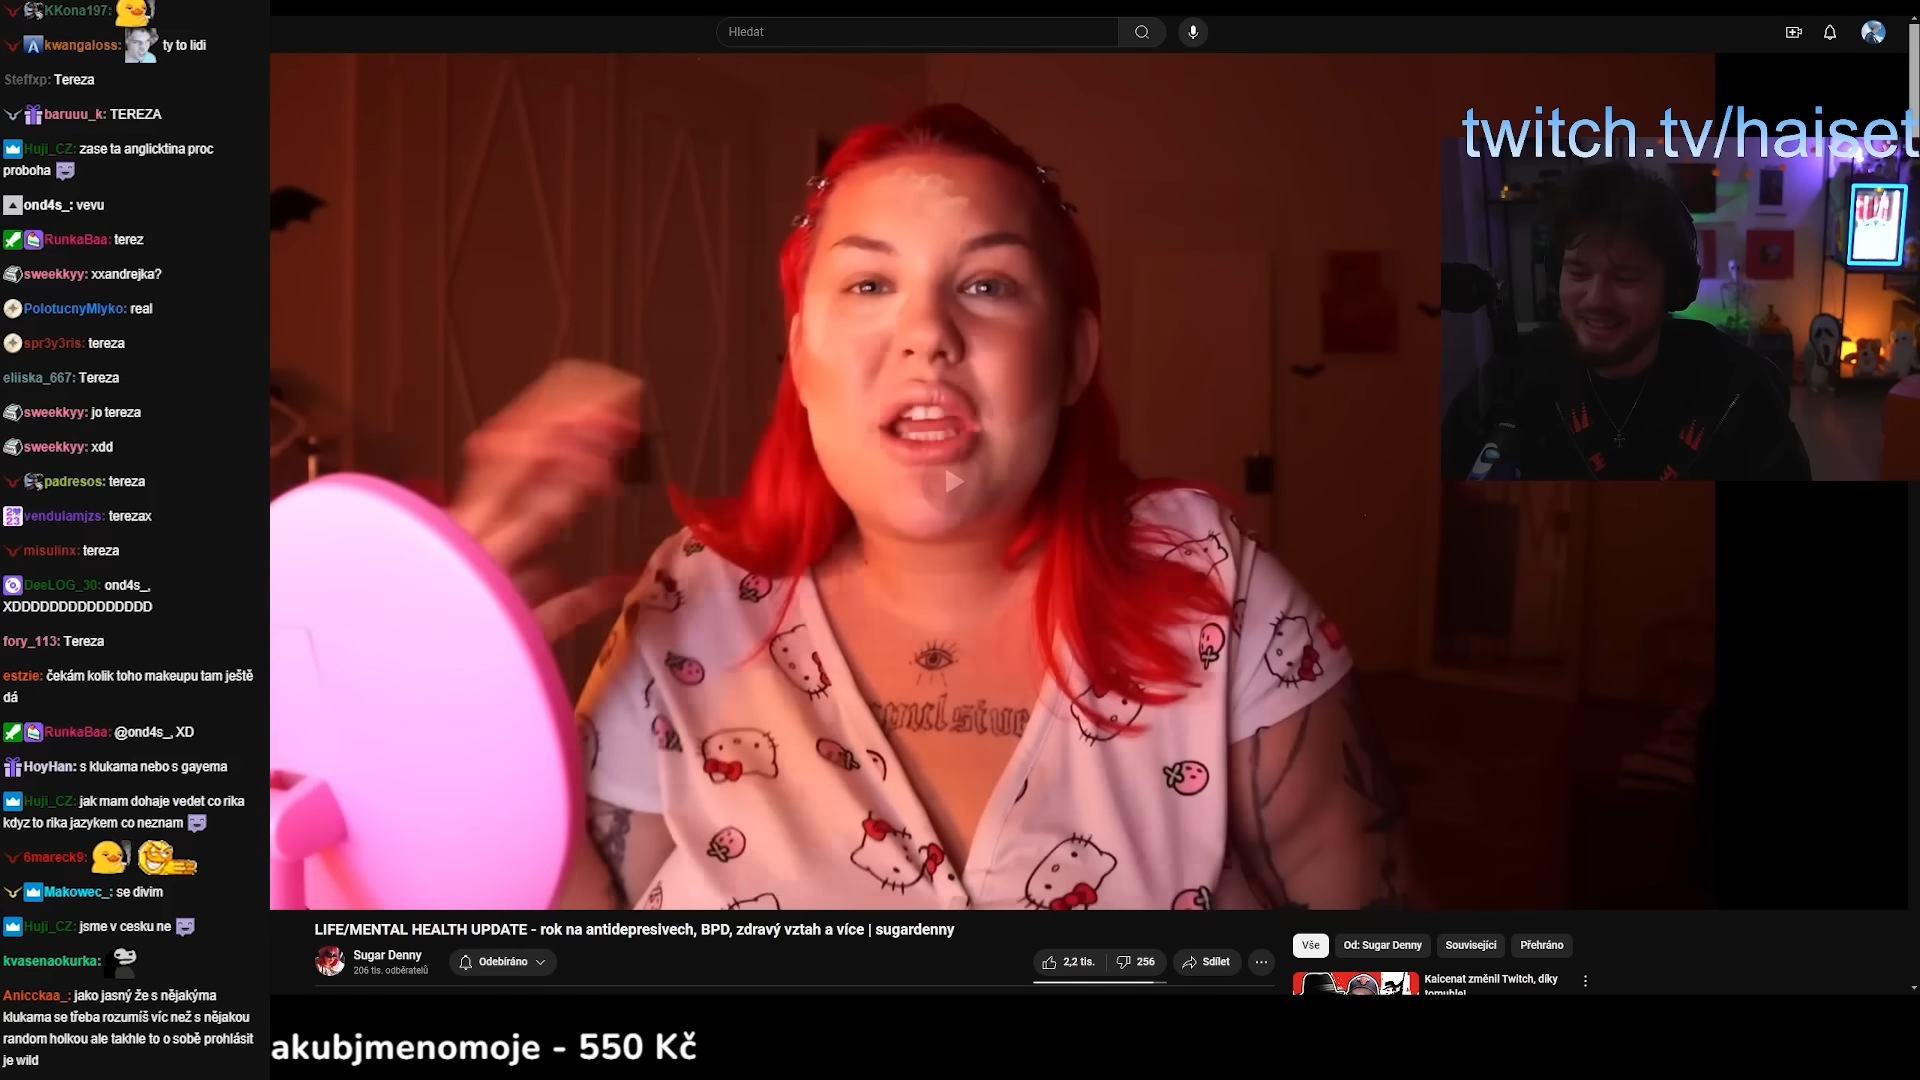 KKona197:
kwangaloss: ty to lidi
Steffxp: Tereza
baruuu_k: TEREZA
Huji_CZ: zase ta anglicktina proc
proboha
ond4s_: vevu
RunkaBaa: terez
sweekkyy: xxandrejka?
PolotucnyMlyko: real
spr3y3ris: tereza
eliiska_667: Tereza
sweekkyy: jo tereza
sweekkyy: xdd
padresos: tereza
vendulamjzs: terezax
misulinx: tereza
DeeLOG_30: ond4s_,
XDDDDDDDDDDDDDDD
fory_113: Tereza
estzie: čekám kolik toho makeupu tam ještě
dá
RunkaBaa: @ond4s_, XD
HoyHan: s klukama nebo s gayema
Huji_CZ: jak mam dohaje vedet co rika
kdyz to rika jazykem co neznam
6mareck9:
Makowec_: se divim
Huji_CZ: jsme v cesku ne
kvasenaokurka:
Anicckaa_: jako jasný že s nějakýma
klukama se třeba rozumíš víc než s nějakou
random holkou ale takhle to o sobě prohlásit
je wild
Hledat
twitch.tv/haiset
LIFE/MENTAL HEALTH UPDATE - rok na antidepresivech, BPD, zdravý vztah a více | sugardenny
Sugar Denny
206 tis. odběratelů
Odebíráno
2,2 tis.
256
Sdílet
Vše
Od: Sugar Denny
Související
Přehráno
Kaicenat změnil Twitch, díky
tomuhle!
akubjmenomoje - 550 Kč